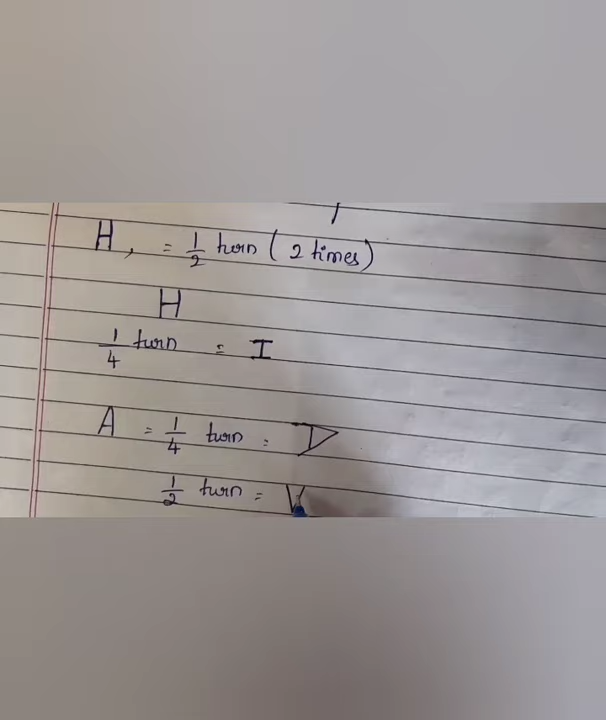 H, = 1/2 turn ( 2 times )
H
1/4 turn = I
A = 1/4 turn =
1/2 turn = V